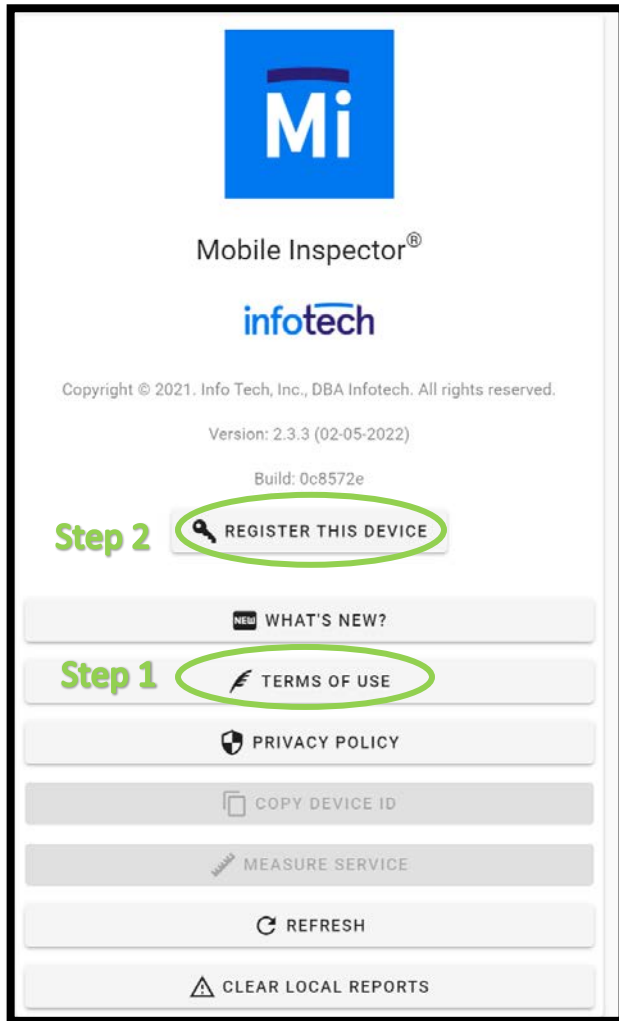 Mi
Mobile Inspector®
infotech
Copyright © 2021. Info Tech, Inc., DBA Infotech. All rights reserved.
Version: 2.3.3 (02-05-2022)
Build: 0c8572e
Step 2 REGISTER THIS DEVICE
NEW WHAT'S NEW?
Step 1 TERMS OF USE
PRIVACY POLICY
COPY DEVICE ID
MEASURE SERVICE
REFRESH
CLEAR LOCAL REPORTS